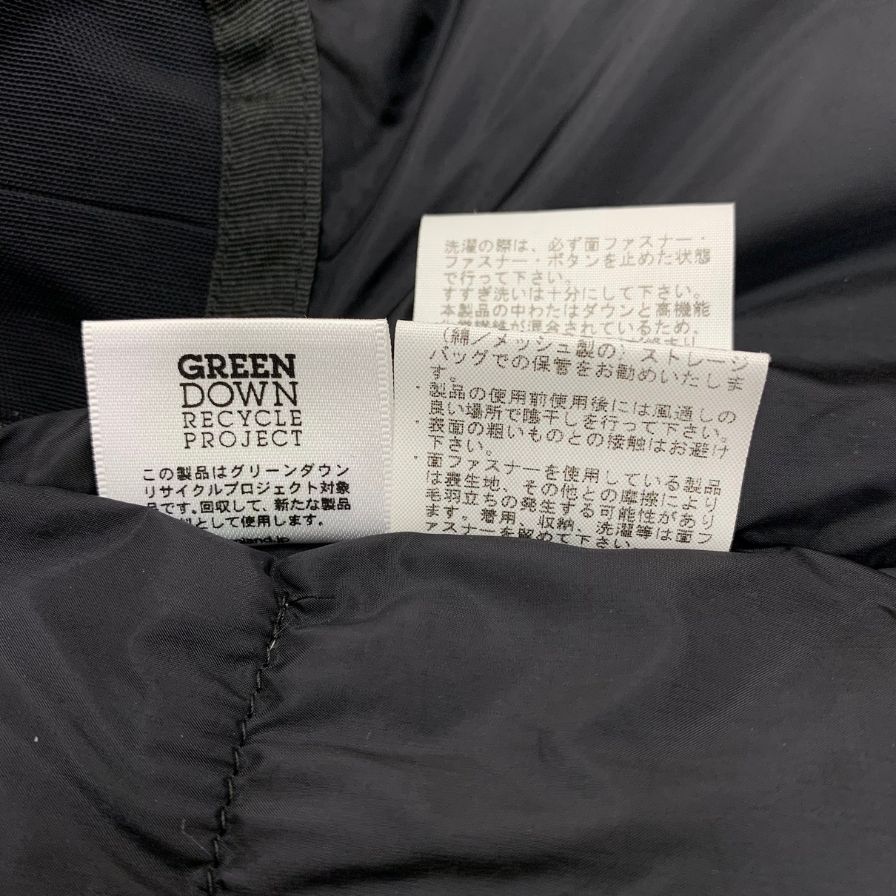 洗濯の際は、必ず面ファスナー・
ファスナー・ボタンを止めた状態
で行って下さい。
すすぎ洗いは十分にして下さい。
本製品の中わたはダウンと高機能
が混合されているため、
GREEN
DOWN
RECYCLE
PROJECT
この製品はグリーンダウン
リサイクルプロジェクト対象
品です。回収して、新たな製品
として使用します。
land.jp
(綿/メッシュ製の)ストレージ
バッグでの保管をお勧めいたしま
す。
・製品の使用前使用後には風通しの
良い場所で陰干しを行って下さい。
・表面の粗いものとの接触はお避け
下さい。
・面ファスナーを使用している製品
は表生地、その他との摩擦により
毛羽立ちの発生する可能性があり
ます。着用、収納、洗濯等は面フ
ァスナーを留めて下さい